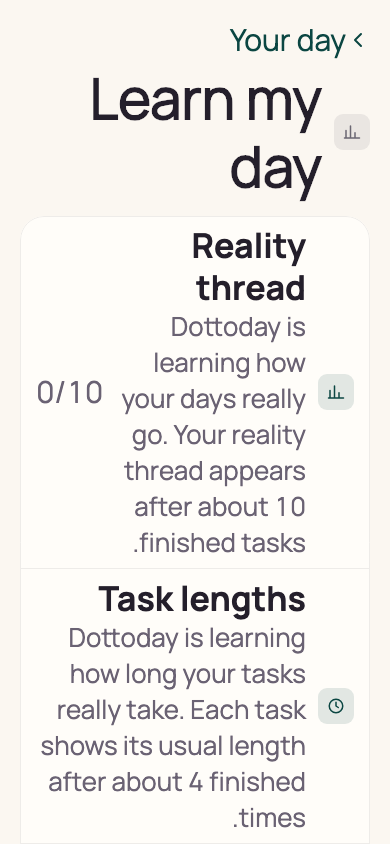 Your day
Learn my
day
Reality
thread
Dottoday is
learning how
your days really
go. Your reality
thread appears
after about 10
.finished tasks
0/10
Task lengths
Dottoday is learning
how long your tasks
really take. Each task
shows its usual length
after about 4 finished
.times